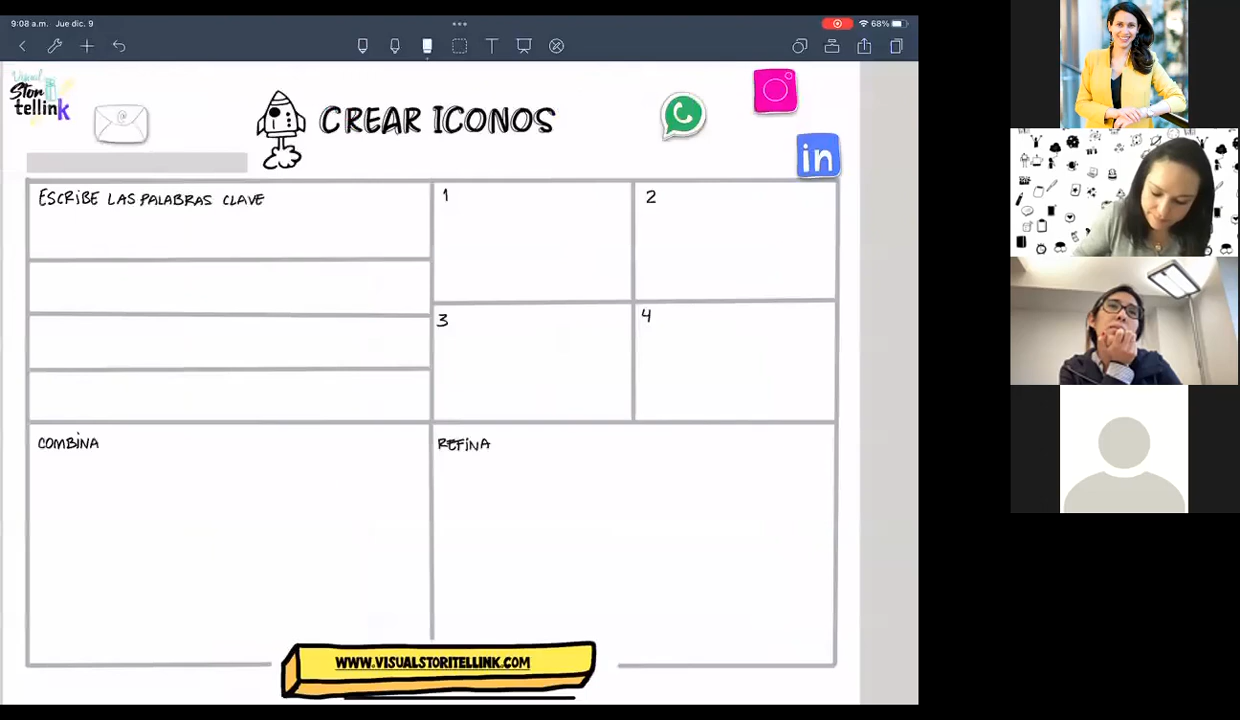 9:08 a.m. Jue dic. 9
68%
Visual
Stori
tellink
@
CREAR ICONOS
in
ESCRIBE LAS PALABRAS CLAVE
1
2
3
4
COMBINA
REFINA
WWW.VISUALSTORITELLINK.COM